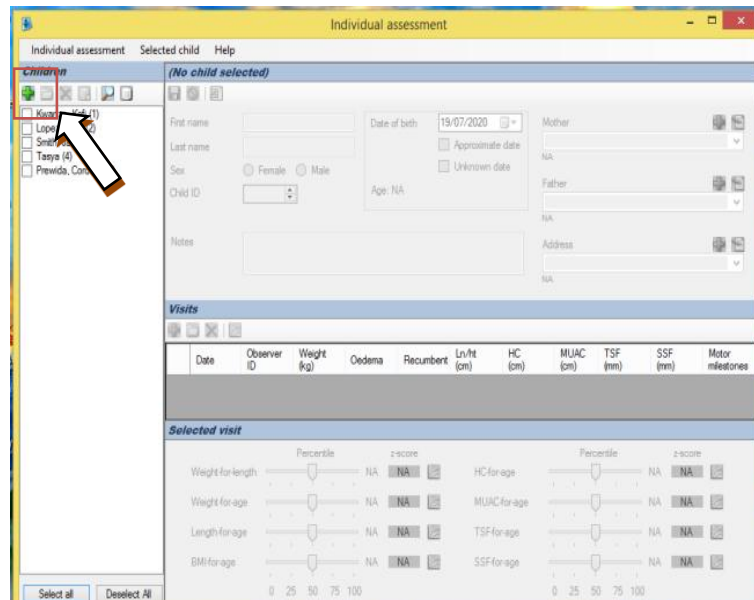 Individual assessment
Individual assessment Selected child Help
Children
(No child selected)
(1)
Lope
(2)
Smith
Tasya (4)
Prewida,
First name
Last name
Sex Female Male
Child ID
Notes
Date of birth 19/07/2020
Approximate date
Unknown date
Age: NA
Mother
NA
Father
NA
Address
NA
Visits
Date Observer ID Weight (kg) Oedema Recumbent Ln/ht (cm) HC (cm) MUAC (cm) TSF (mm) SSF (mm) Motor milestones
Selected visit
Percentile z-score Percentile z-score
Weight-for-length NA NA HC-for-age NA NA
Weight-for-age NA NA MUAC-for-age NA NA
Length-for-age NA NA TSF-for-age NA NA
BMI-for-age NA NA SSF-for-age NA NA
0 25 50 75 100 0 25 50 75 100
Select all Deselect All